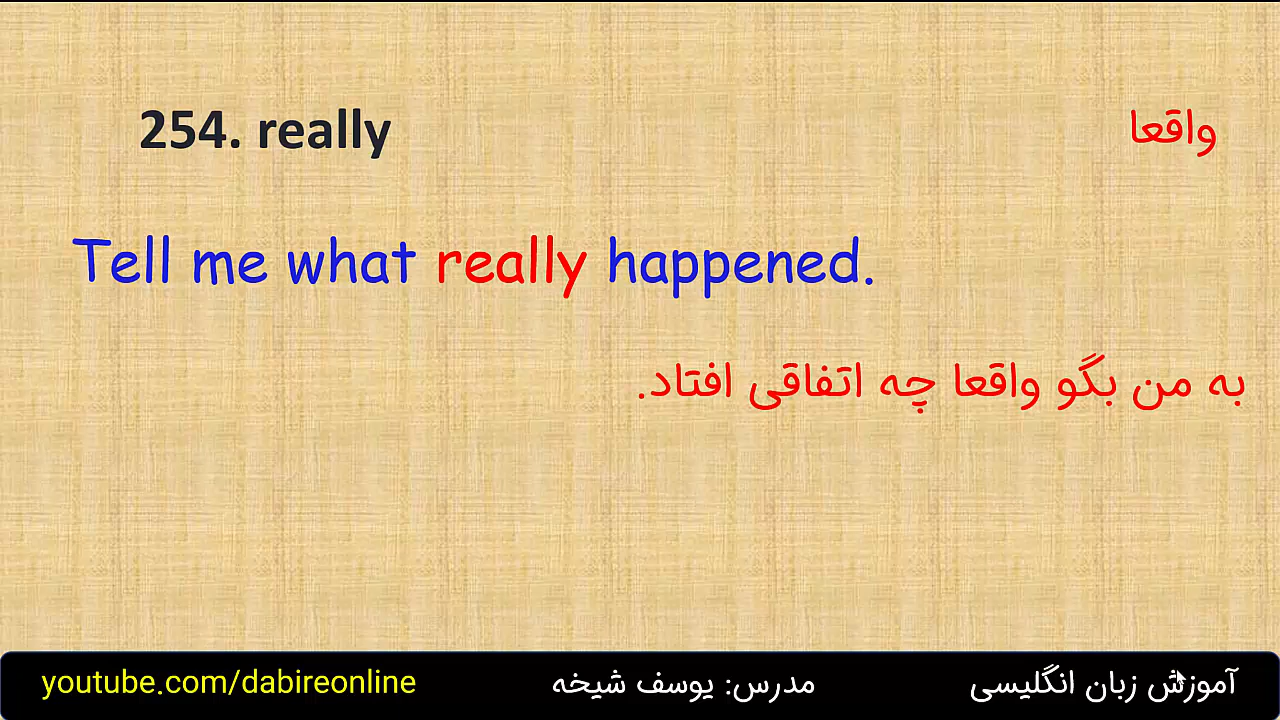 254. really واقعا
Tell me what really happened.
به من بگو واقعا چه اتفاقی افتاد.
youtube.com/dabireonline مدرس: یوسف شیخه آموزش زبان انگلیسی